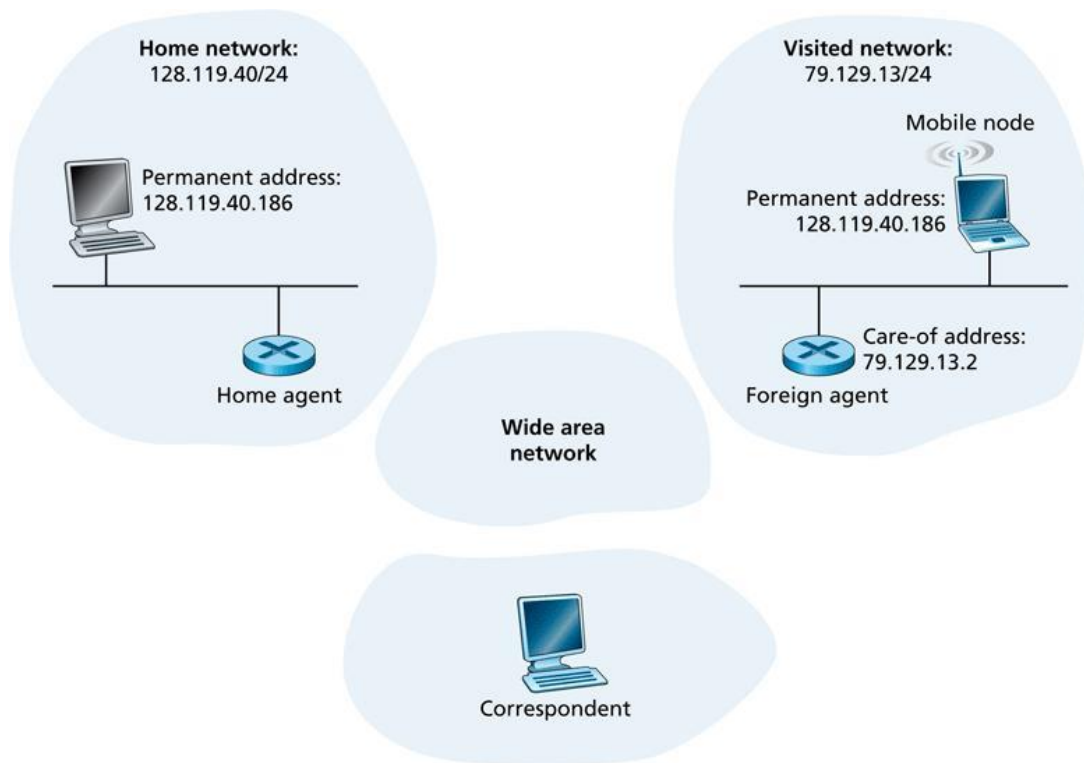 Home network:
128.119.40/24
Permanent address:
128.119.40.186
Home agent
Visited network:
79.129.13/24
Mobile node
Permanent address:
128.119.40.186
Care-of address:
79.129.13.2
Foreign agent
Wide area
network
Correspondent